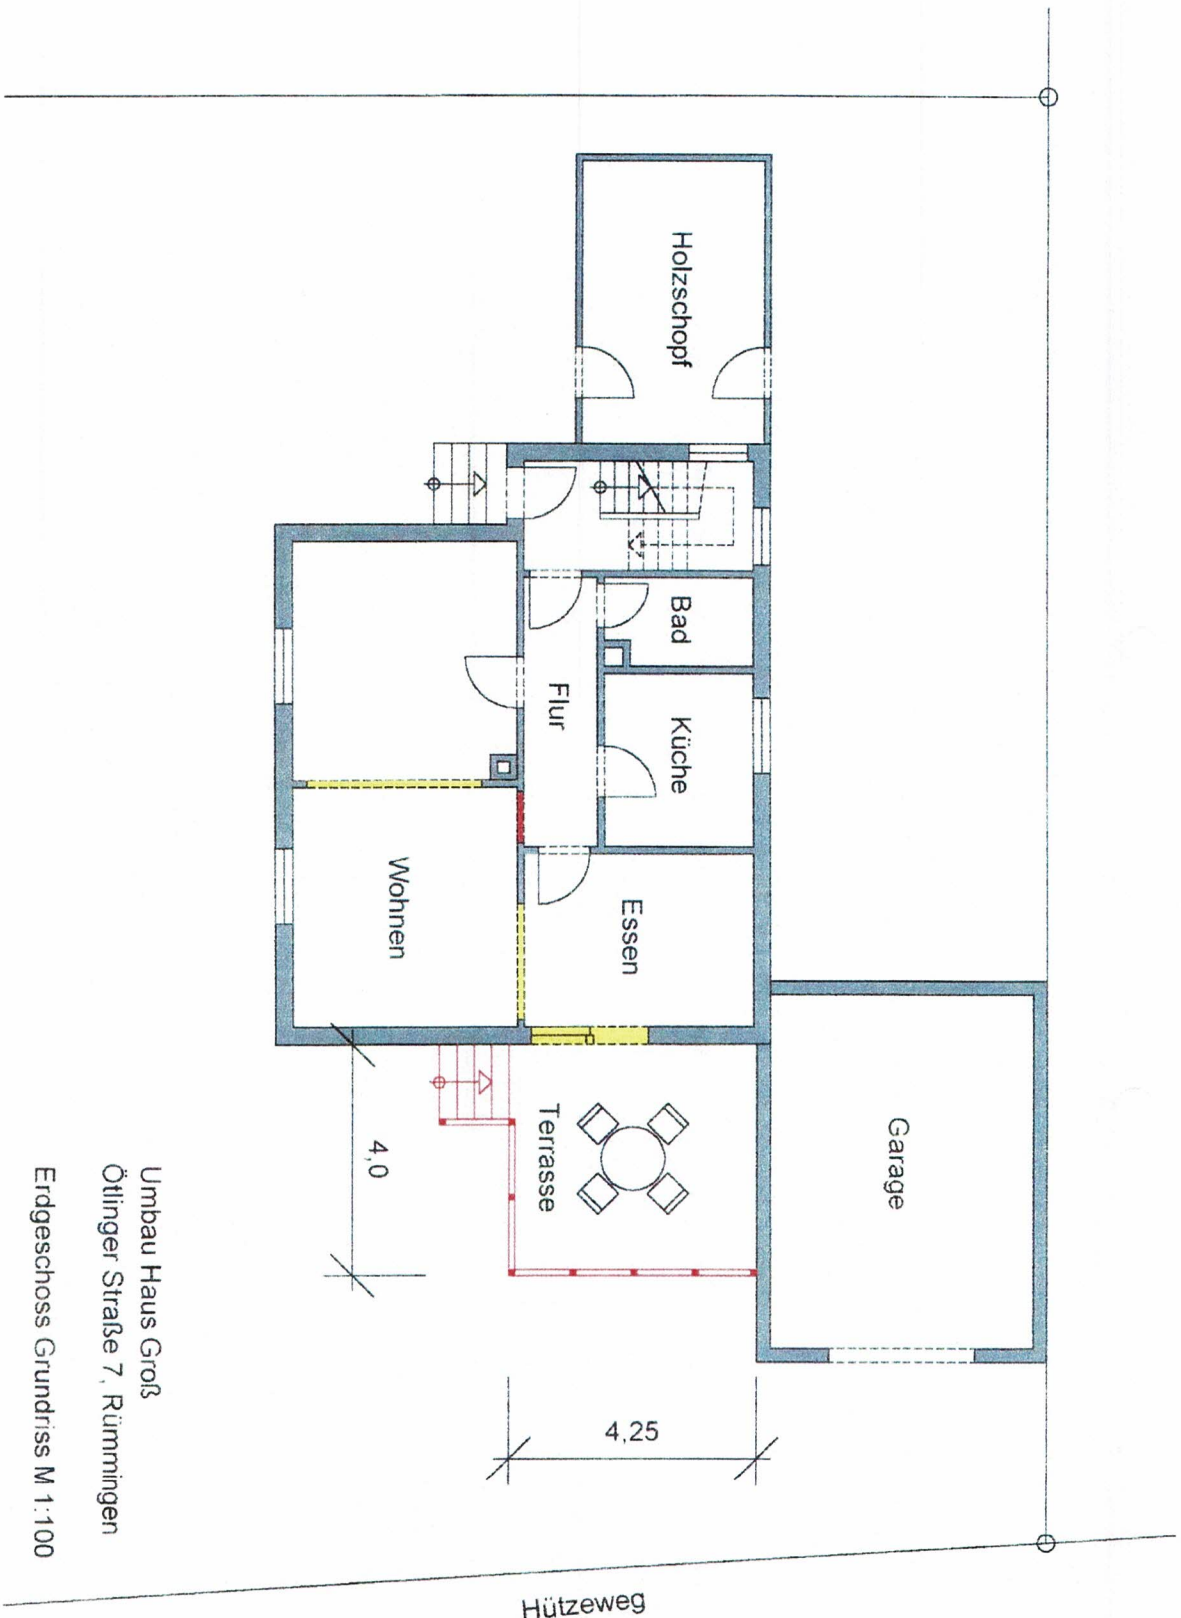 Holzschopf
Bad
Küche
Flur
Essen
Wohnen
Garage
Terrasse
4,0
4,25
Umbau Haus Groß
Ötlinger Straße 7, Rümmingen
Erdgeschoss Grundriss M 1:100
Hützeweg